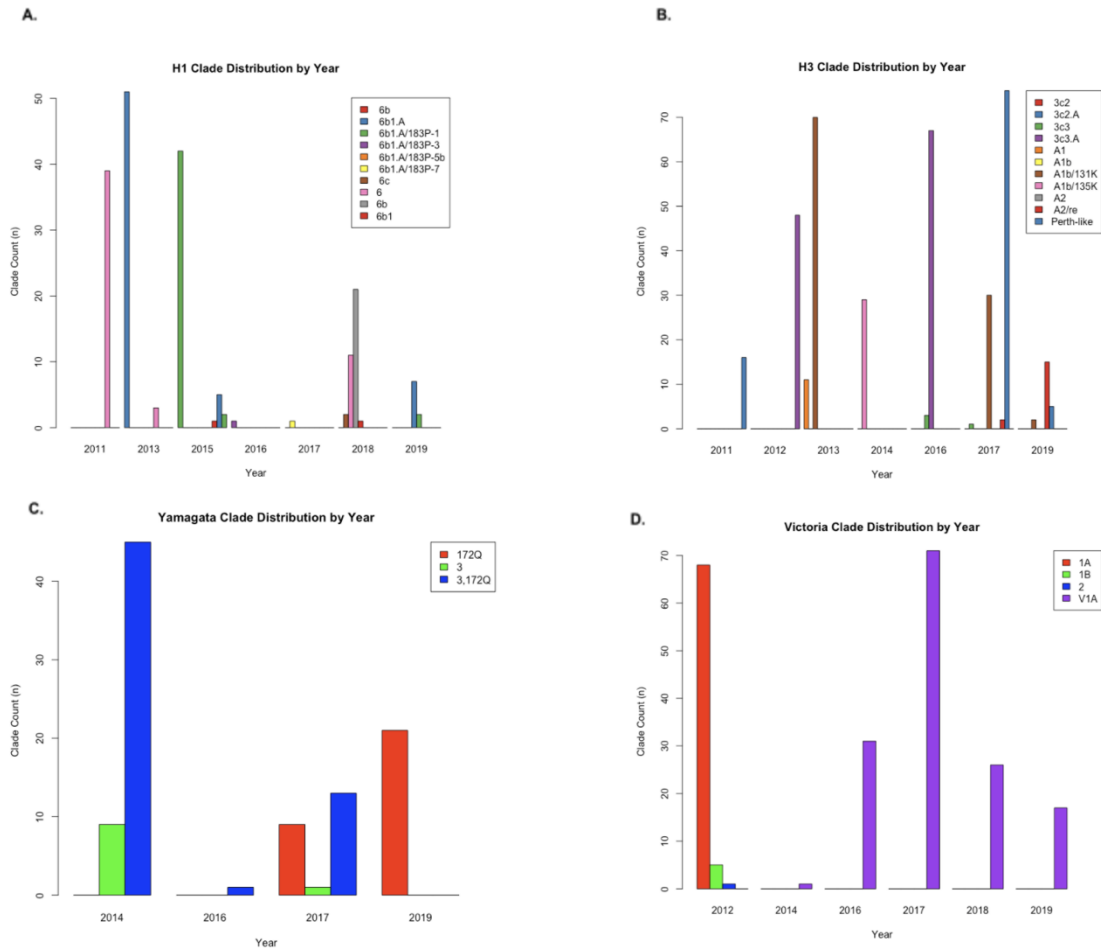 A.
H1 Clade Distribution by Year
Clade Count (n)
50
40
30
20
10
0
6b
6b1.A
6b1.A/183P-1
6b1.A/183P-3
6b1.A/183P-5b
6b1.A/183P-7
6c
6
6b
6b1
2011 2013 2015 2016 2017 2018 2019
Year
B.
H3 Clade Distribution by Year
Clade Count (n)
70
60
50
40
30
20
10
0
3c2
3c2.A
3c3
3c3.A
A1
A1b
A1b/131K
A1b/135K
A2
A2/re
Perth-like
2011 2012 2013 2014 2016 2017 2019
Year
C.
Yamagata Clade Distribution by Year
Clade Count (n)
40
30
20
10
0
172Q
3
3,172Q
2014 2016 2017 2019
Year
D.
Victoria Clade Distribution by Year
Clade Count (n)
70
60
50
40
30
20
10
0
1A
1B
2
V1A
2012 2014 2016 2017 2018 2019
Year